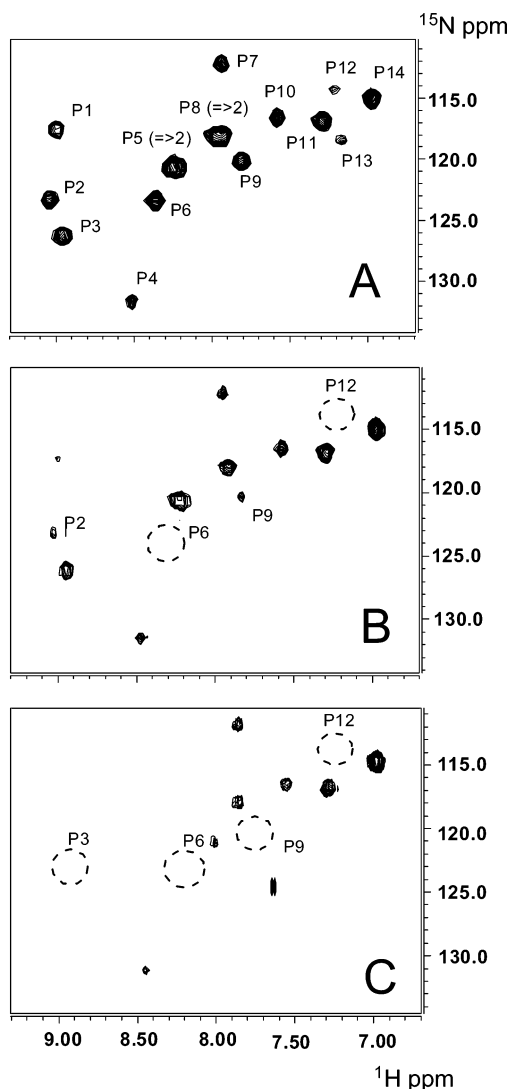 ¹⁵N ppm
P7
P12
P14
P10
P1
P8 (=>2)
115.0
P5 (=>2)
P11
P13
120.0
P2
P9
P6
P3
125.0
P4
A
130.0
P12
115.0
120.0
P2
P6
P9
125.0
B
130.0
P12
115.0
P3
P6
P9
120.0
125.0
C
130.0
9.00 8.50 8.00 7.50 7.00
¹H ppm